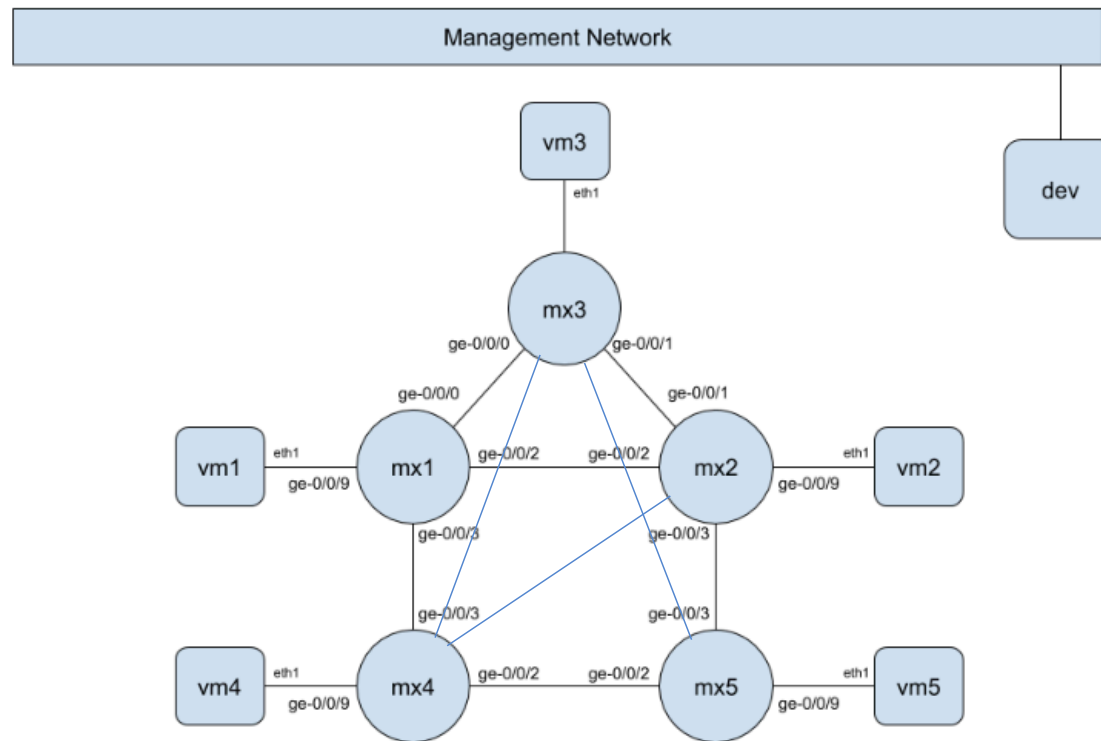 Management Network
vm3
dev
eth1
mx3
ge-0/0/0
ge-0/0/1
ge-0/0/0
ge-0/0/1
vm1
eth1
ge-0/0/9
mx1
ge-0/0/2
ge-0/0/2
mx2
eth1
ge-0/0/9
vm2
ge-0/0/3
ge-0/0/3
ge-0/0/3
ge-0/0/3
vm4
eth1
ge-0/0/9
mx4
ge-0/0/2
ge-0/0/2
mx5
eth1
ge-0/0/9
vm5